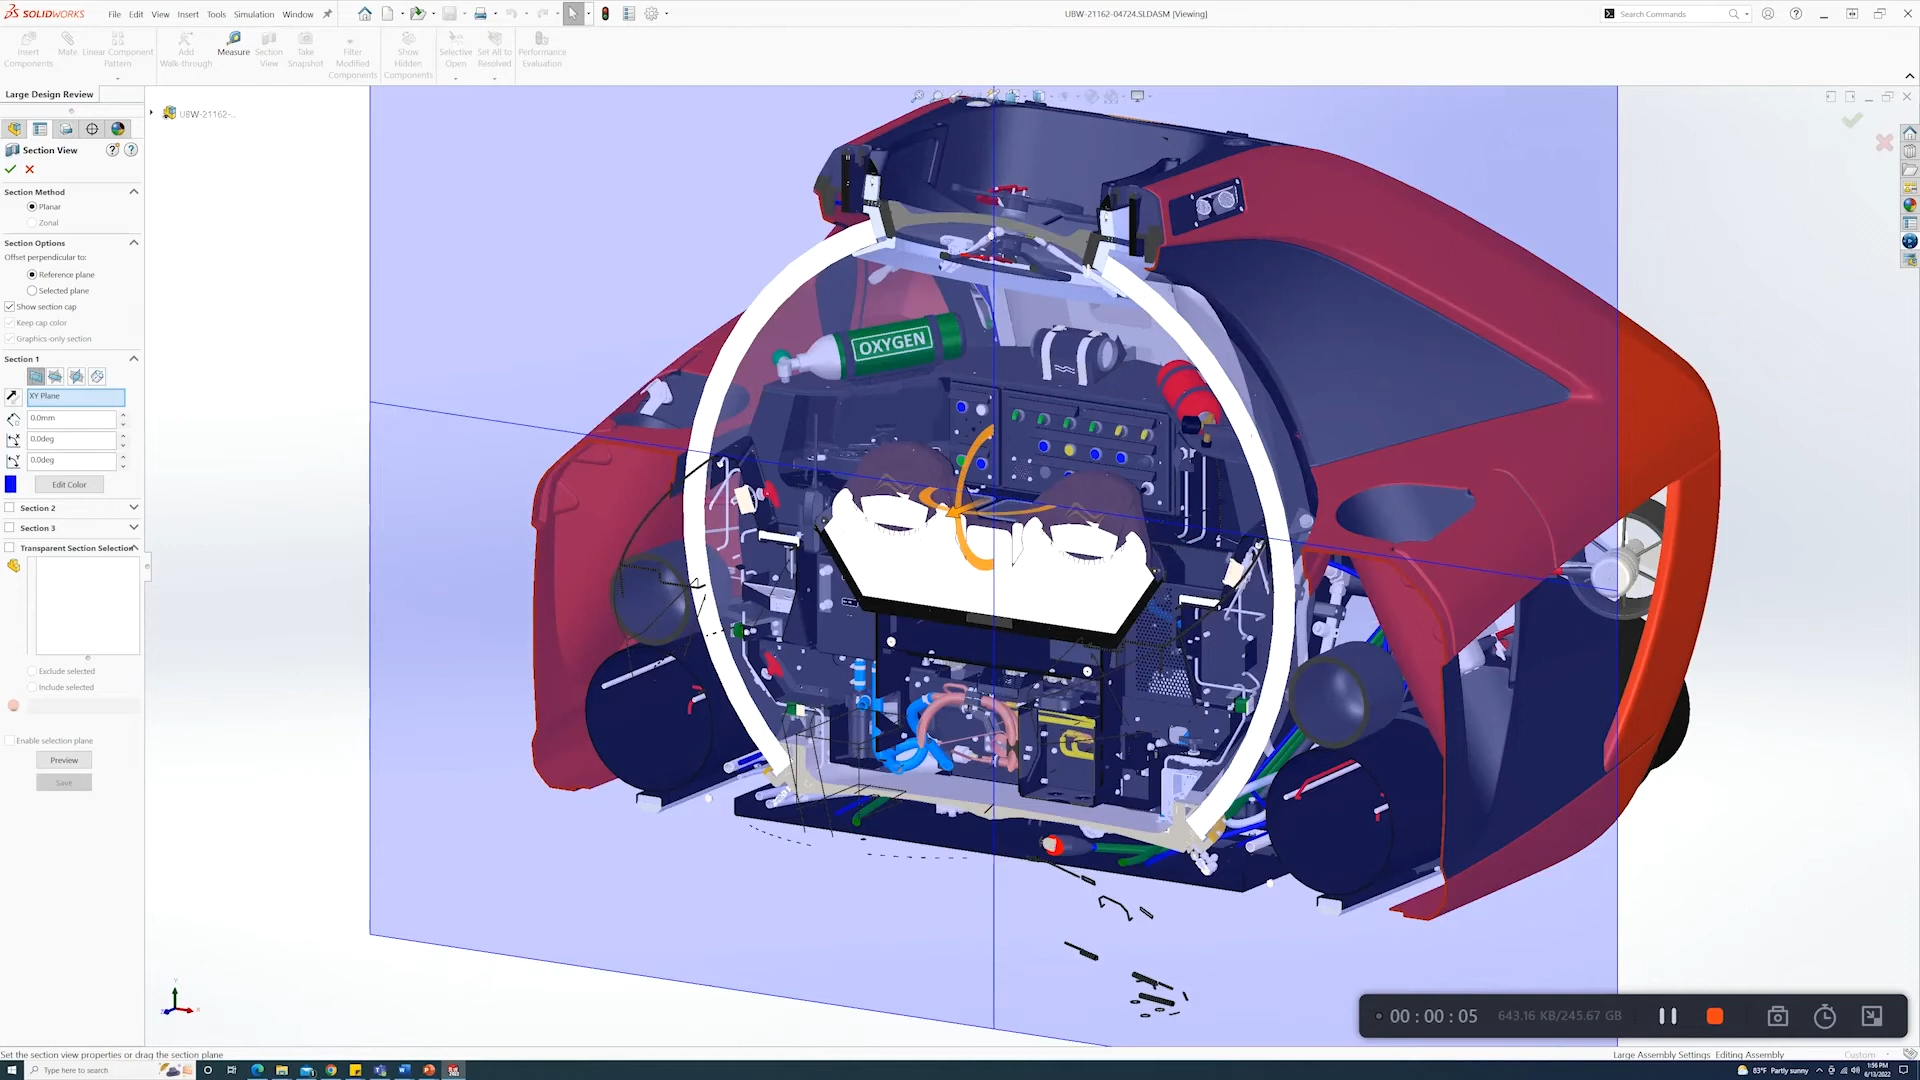 SOLIDWORKS
File Edit View Insert Tools Simulation Window
UBW-21162-04724.SLDASM [Viewing]
Search Commands
Insert Components
Mate
Linear Component Pattern
Add Walk-through
Measure
Section View
Take Snapshot
Filter Modified Components
Show Hidden Components
Selective Open
Set All to Resolved
Performance Evaluation
Large Design Review
UBW-21162-...
Section View
Section Method
Planar
Zonal
Section Options
Offset perpendicular to:
Reference plane
Selected plane
Show section cap
Keep cap color
Graphics-only section
Section 1
XY Plane
0.0mm
0.0deg
0.0deg
Edit Color
Section 2
Section 3
Transparent Section Selection
Exclude selected
Include selected
Enable selection plane
Preview
Save
OXYGEN
00 : 00 : 05
643.16 KB/245.67 GB
Set the section view properties or drag the section plane
Large Assembly Settings Editing Assembly
Custom
Type here to search
83°F Partly sunny
1:56 PM
6/13/2022